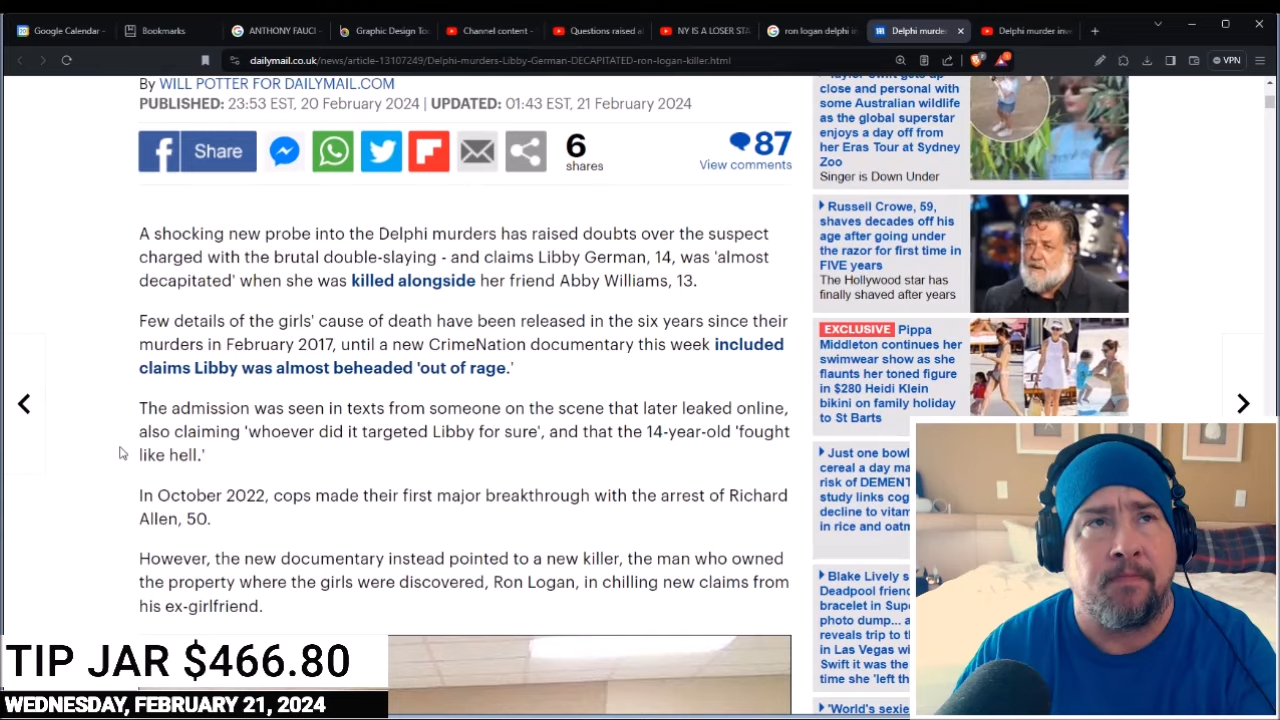 Google Calendar -
Bookmarks
ANTHONY FAUCI -
Graphic Design To
Channel content -
Questions raised a
NY IS A LOSER STA
ron logan delphi in
Delphi murde
Delphi murder inve
dailymail.co.uk/news/article-13107249/Delphi-murders-Libby-German-DECAPITATED-ron-logan-killer.html
VPN
By WILL POTTER FOR DAILYMAIL.COM
PUBLISHED: 23:53 EST, 20 February 2024 | UPDATED: 01:43 EST, 21 February 2024
Share
6
shares
87
View comments
A shocking new probe into the Delphi murders has raised doubts over the suspect
charged with the brutal double-slaying - and claims Libby German, 14, was 'almost
decapitated' when she was killed alongside her friend Abby Williams, 13.
Few details of the girls' cause of death have been released in the six years since their
murders in February 2017, until a new CrimeNation documentary this week included
claims Libby was almost beheaded 'out of rage.'
The admission was seen in texts from someone on the scene that later leaked online,
also claiming 'whoever did it targeted Libby for sure', and that the 14-year-old 'fought
like hell.'
In October 2022, cops made their first major breakthrough with the arrest of Richard
Allen, 50.
However, the new documentary instead pointed to a new killer, the man who owned
the property where the girls were discovered, Ron Logan, in chilling new claims from
his ex-girlfriend.
close and personal with
some Australian wildlife
as the global superstar
enjoys a day off from
her Eras Tour at Sydney
Zoo
Singer is Down Under
Russell Crowe, 59,
shaves decades off his
age after going under
the razor for first time in
FIVE years
The Hollywood star has
finally shaved after years
EXCLUSIVE Pippa
Middleton continues her
swimwear show as she
flaunts her toned figure
in $280 Heidi Klein
bikini on family holiday
to St Barts
Just one bowl
cereal a day ma
risk of DEMENT
study links cog
decline to vitam
in rice and oatm
Blake Lively s
Deadpool friend
bracelet in Supe
photo dump... a
reveals trip to tl
in Las Vegas wi
Swift it was the
time she 'left th
'World's sexie
TIP JAR $466.80
WEDNESDAY, FEBRUARY 21, 2024